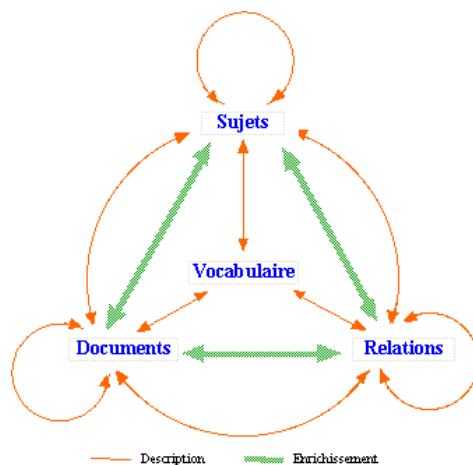 Sujets
Vocabulaire
Documents
Relations
Description
Enrichissement